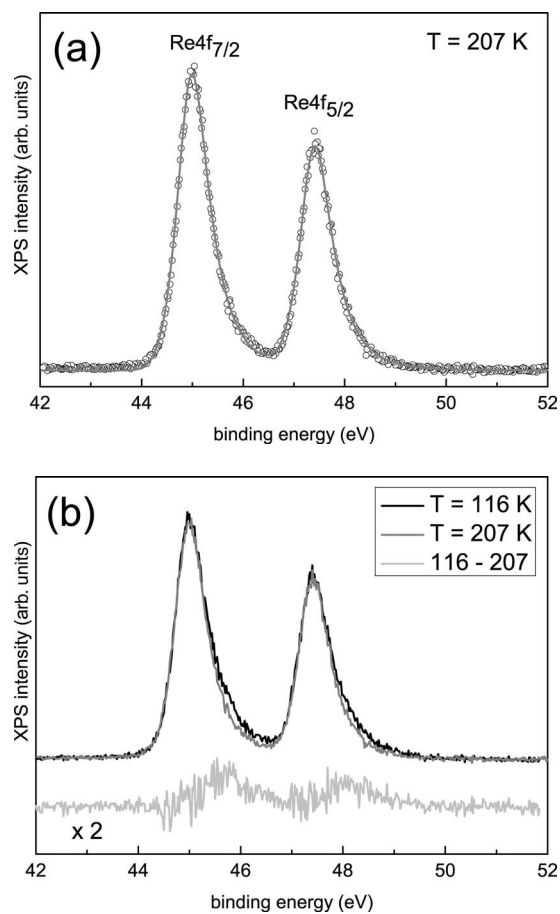 (a)
Re4f7/2
T = 207 K
Re4f5/2
XPS intensity (arb. units)
42 44 46 48 50 52
binding energy (eV)
(b)
T = 116 K
T = 207 K
116 - 207
XPS intensity (arb. units)
x 2
42 44 46 48 50 52
binding energy (eV)